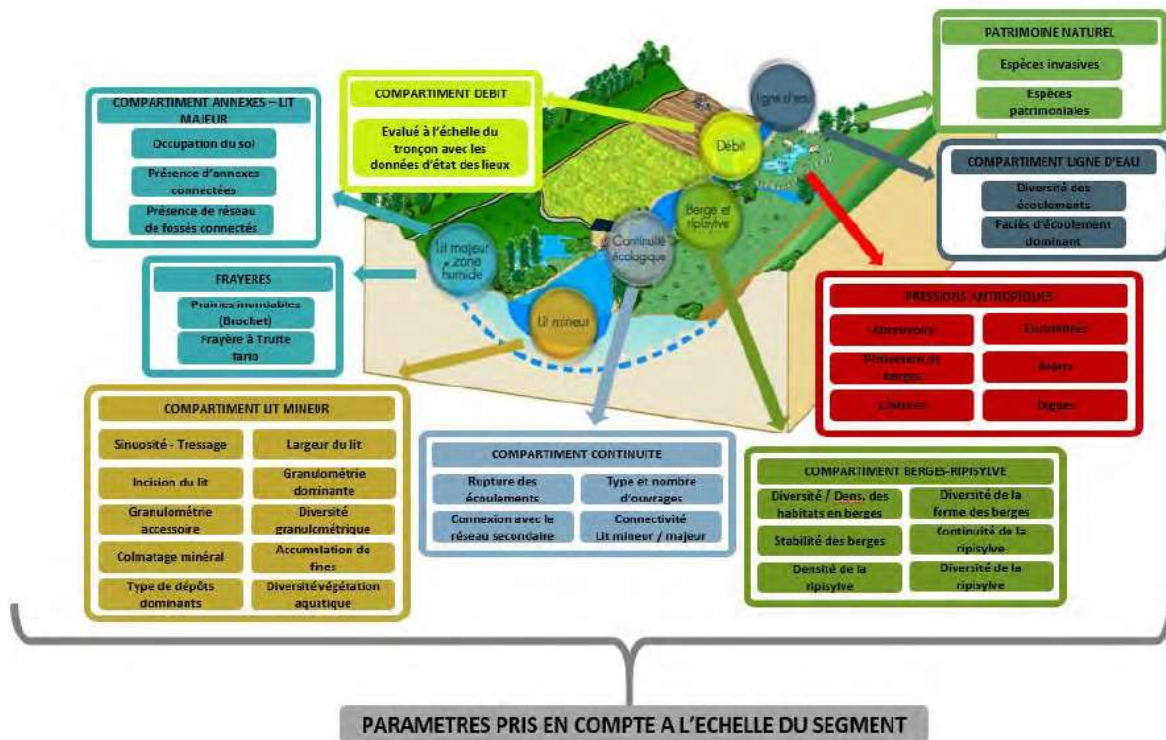 PATRIMOINE NATUREL
Espèces invasives
Espèces
patrimoniales
COMPARTIMENT DEBIT
Evalué à l'échelle du
tronçon avec les
données d'état des lieux
COMPARTIMENT ANNEXES – LIT
MAJEUR
Occupation du sol
Présence d'annexes
connectées
Présence de réseau
de fossés connectés
Ligne d'eau
Débit
Berge et
ripisylve
Continuité
écologique
Lit majeur
zone
humide
Lit mineur
COMPARTIMENT LIGNE D'EAU
Diversité des
écoulements
Faciès d'écoulement
dominant
FRAYERES
Prairies inondables
(Brochet)
Frayère à Truite
fario
PRESSIONS ANTROPIQUES
Abreuvoirs
Protection de
berges
Rejets
Clôtures
Digues
COMPARTIMENT LIT MINEUR
Sinuosité - Tressage
Largeur du lit
Incision du lit
Granulométrie
dominante
Granulométrie
accessoire
Diversité
granulométrique
Colmatage minéral
Accumulation de
fines
Type de dépôts
dominants
Diversité végétation
aquatique
COMPARTIMENT CONTINUITE
Rupture des
écoulements
Type et nombre
d'ouvrages
Connexion avec le
réseau secondaire
Connectivité
Lit mineur / majeur
COMPARTIMENT BERGES-RIPISYLVE
Diversité / Dens. des
habitats en berges
Diversité de la
forme des berges
Stabilité des berges
Continuité de la
ripisylve
Densité de la
ripisylve
Diversité de la
ripisylve
PARAMETRES PRIS EN COMPTE A L'ECHELLE DU SEGMENT